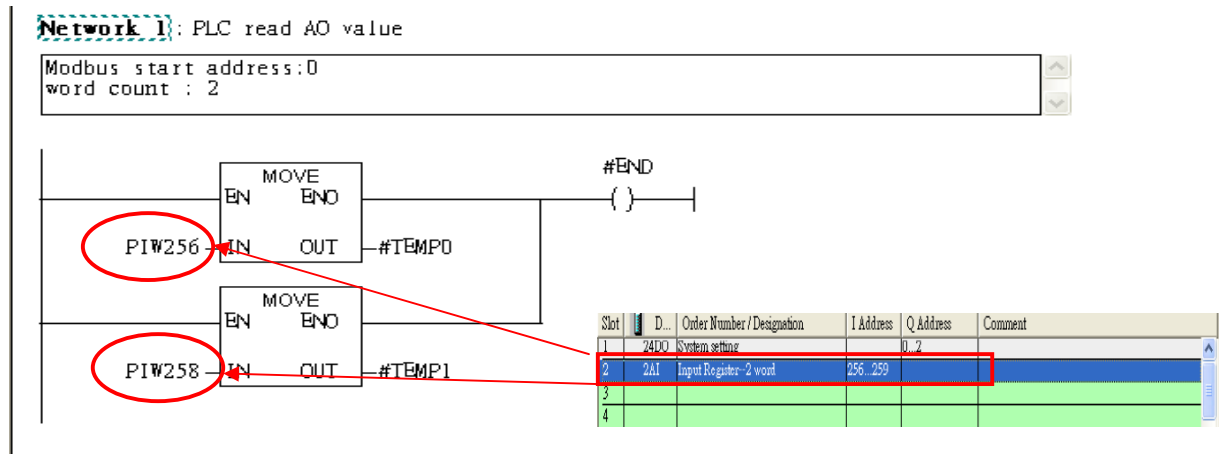 Network 1: PLC read AO value
Modbus start address:0
word count : 2
#END
MOVE
EN ENO
PIW256 IN OUT #TEMP0
MOVE
EN ENO
PIW258 IN OUT #TEMP1
Slot D... Order Number / Designation I Address Q Address Comment
1 24DO System setting 0...2
2 2AI Input Register--2 word 256...259
3
4